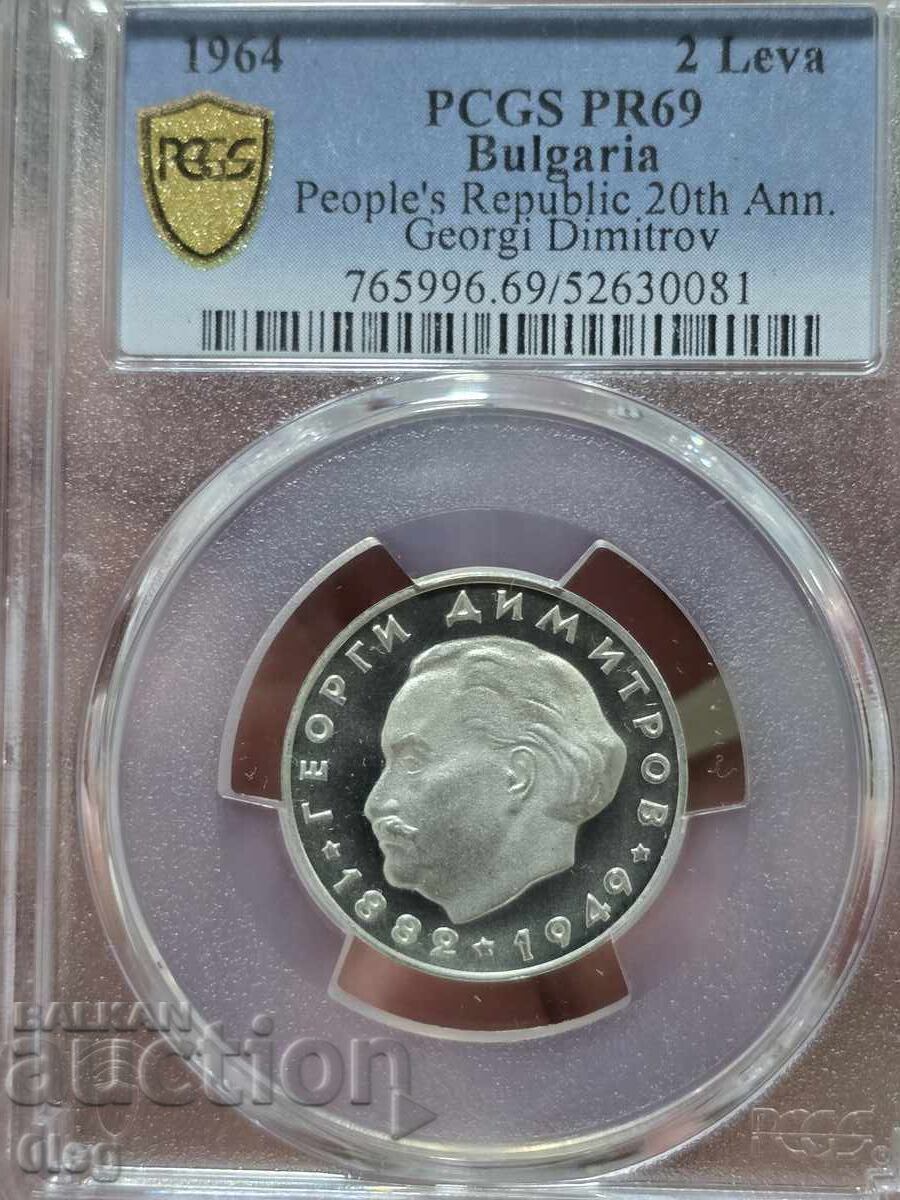 1964 2 Leva
PCGS PR69
PCGS
Bulgaria
People's Republic 20th Ann.
Georgi Dimitrov
765996.69/52630081
ГЕОРГИ ДИМИТРОВ
1882 1949
BALKAN
auction
dleg
PCGS